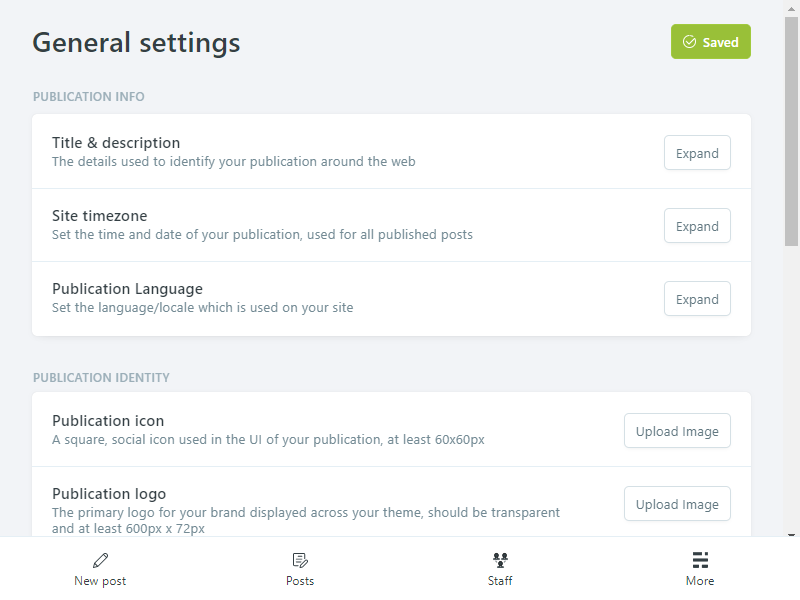 General settings
Saved
PUBLICATION INFO
Title & description
The details used to identify your publication around the web
Expand
Site timezone
Set the time and date of your publication, used for all published posts
Expand
Publication Language
Set the language/locale which is used on your site
Expand
PUBLICATION IDENTITY
Publication icon
A square, social icon used in the UI of your publication, at least 60x60px
Upload Image
Publication logo
The primary logo for your brand displayed across your theme, should be transparent
and at least 600px x 72px
Upload Image
New post
Posts
Staff
More